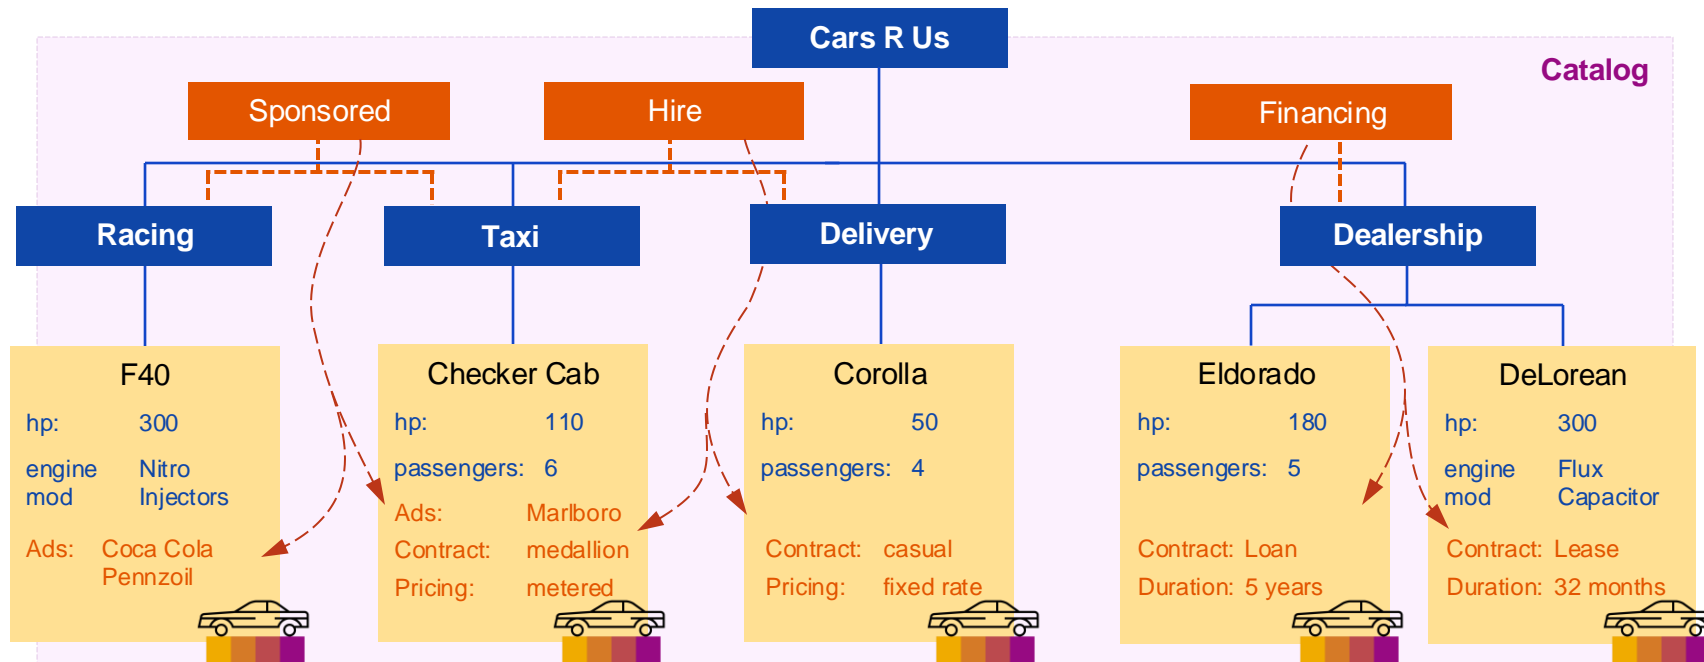 Cars R Us
Catalog
Sponsored
Hire
Financing
Racing
Taxi
Delivery
Dealership
F40
hp: 300
engine mod Nitro Injectors
Ads: Coca Cola Pennzoil
Checker Cab
hp: 110
passengers: 6
Ads: Marlboro
Contract: medallion
Pricing: metered
Corolla
hp: 50
passengers: 4
Contract: casual
Pricing: fixed rate
Eldorado
hp: 180
passengers: 5
Contract: Loan
Duration: 5 years
DeLorean
hp: 300
engine mod Flux Capacitor
Contract: Lease
Duration: 32 months